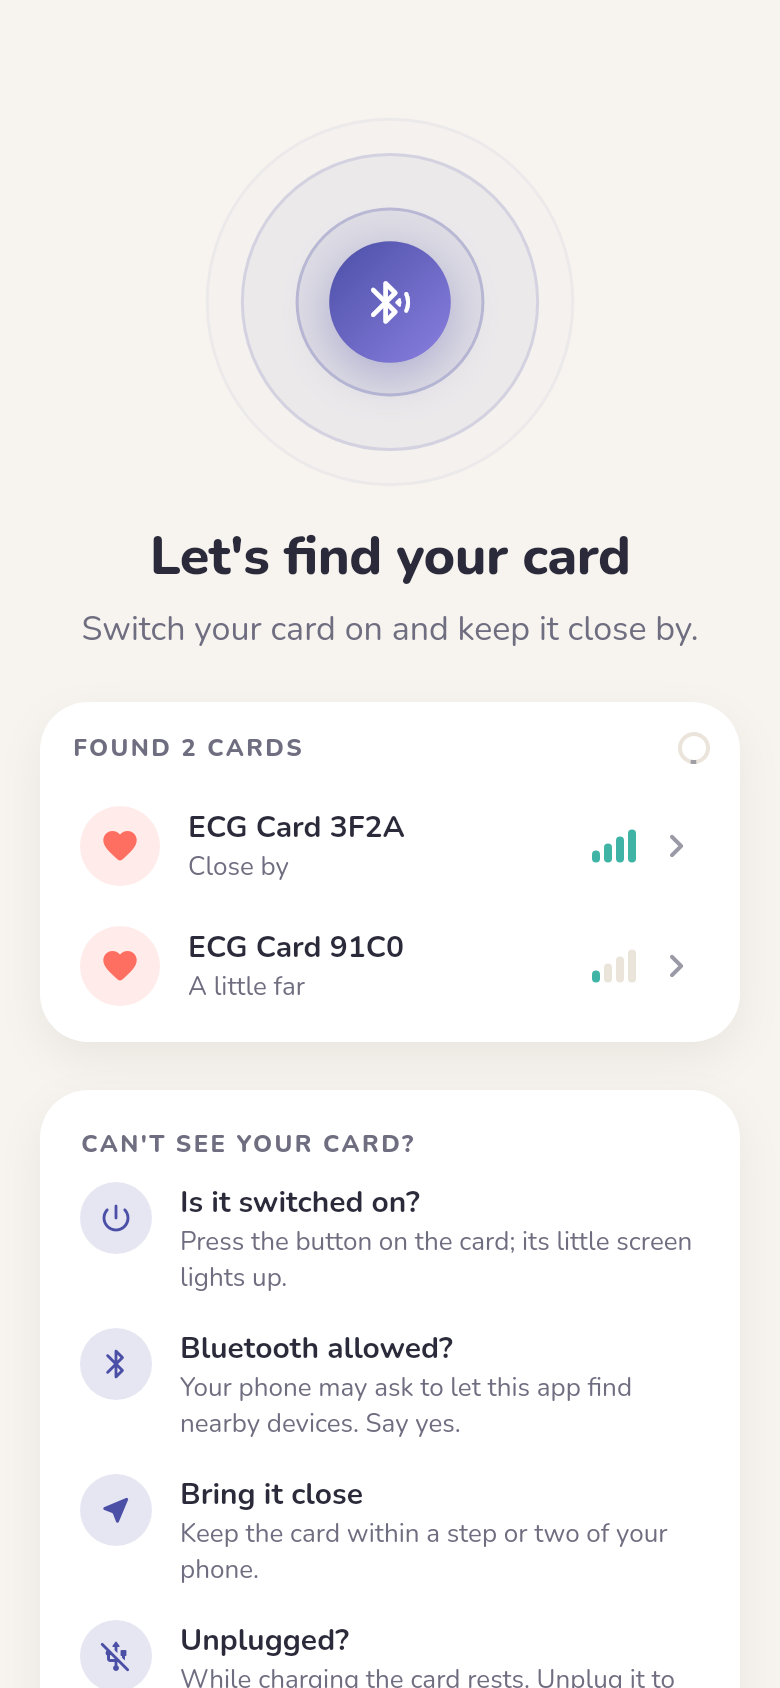 Let's find your card
Switch your card on and keep it close by.
FOUND 2 CARDS
ECG Card 3F2A
Close by
ECG Card 91C0
A little far
CAN'T SEE YOUR CARD?
Is it switched on?
Press the button on the card; its little screen
lights up.
Bluetooth allowed?
Your phone may ask to let this app find
nearby devices. Say yes.
Bring it close
Keep the card within a step or two of your
phone.
Unplugged?
While charging the card rests. Unplug it to